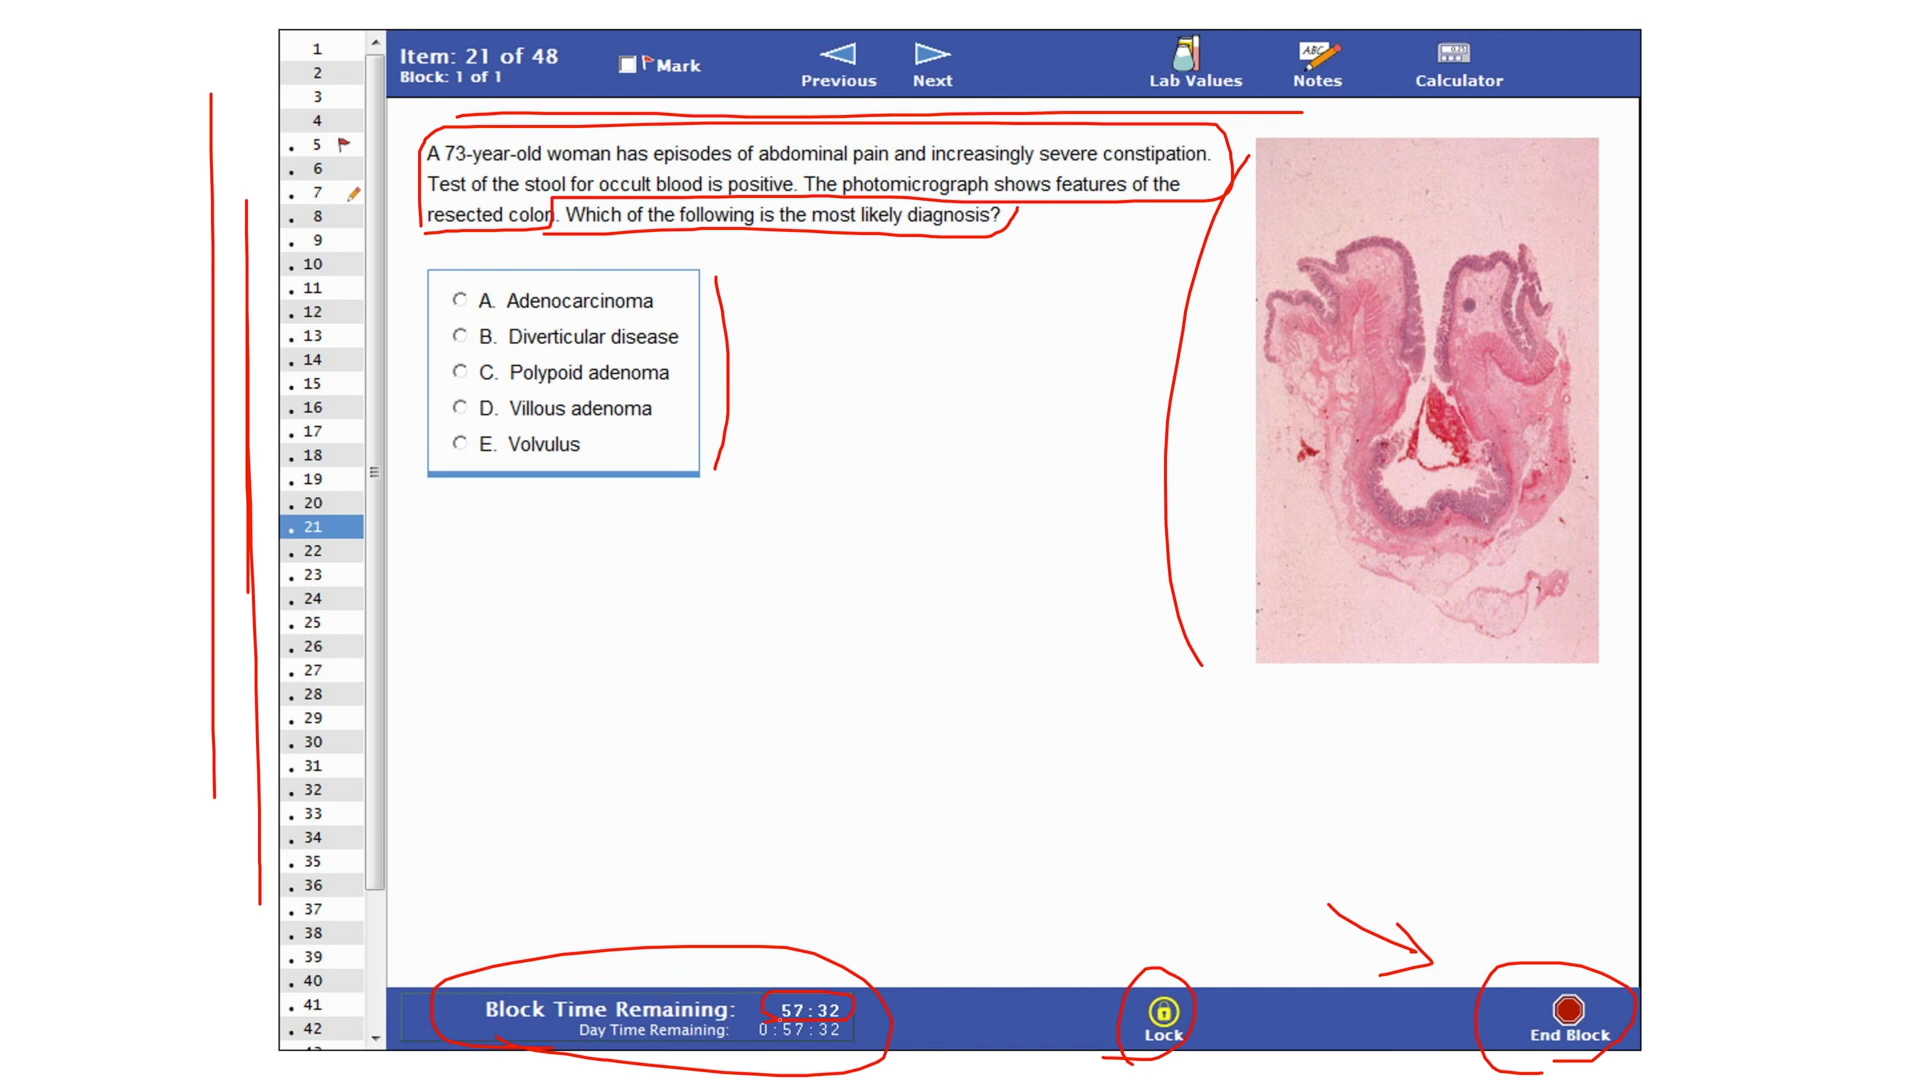 1
2
3
4
. 5
. 6
. 7
. 8
. 9
. 10
. 11
. 12
. 13
. 14
. 15
. 16
. 17
. 18
. 19
. 20
. 21
. 22
. 23
. 24
. 25
. 26
. 27
. 28
. 29
. 30
. 31
. 32
. 33
. 34
. 35
. 36
. 37
. 38
. 39
. 40
. 41
. 42
Item: 21 of 48
Block: 1 of 1
Mark
Previous
Next
Lab Values
ABC
Notes
0.25
Calculator
A 73-year-old woman has episodes of abdominal pain and increasingly severe constipation.
Test of the stool for occult blood is positive. The photomicrograph shows features of the
resected colon. Which of the following is the most likely diagnosis?
A. Adenocarcinoma
B. Diverticular disease
C. Polypoid adenoma
D. Villous adenoma
E. Volvulus
Block Time Remaining: 57:32
Day Time Remaining: 0:57:32
Lock
End Block